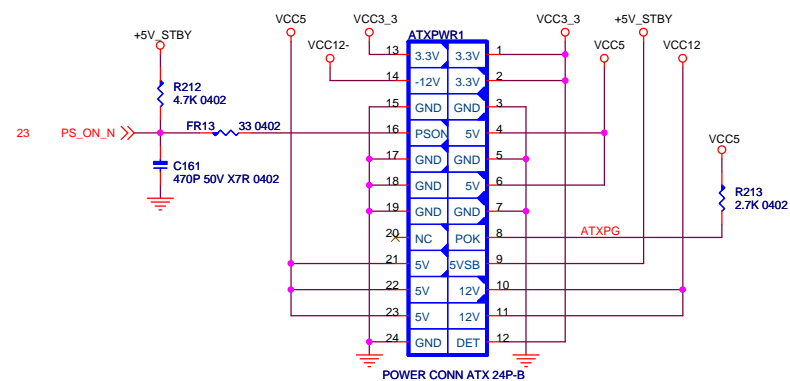 VCC5
VCC3_3
VCC3_3
+5V_STBY
+5V_STBY
VCC12-
ATXPWR1
VCC5
VCC12
13 3.3V 3.3V 1
R212
4.7K 0402
14 -12V 3.3V 2
15 GND GND 3
23 PS_ON_N
FR13 33 0402
16 PSON 5V 4
VCC5
C161
470P 50V X7R 0402
17 GND GND 5
18 GND 5V 6
R213
2.7K 0402
19 GND GND 7
20 NC POK 8 ATXPG
21 5V 5VSB 9
22 5V 12V 10
23 5V 12V 11
24 GND DET 12
POWER CONN ATX 24P-B